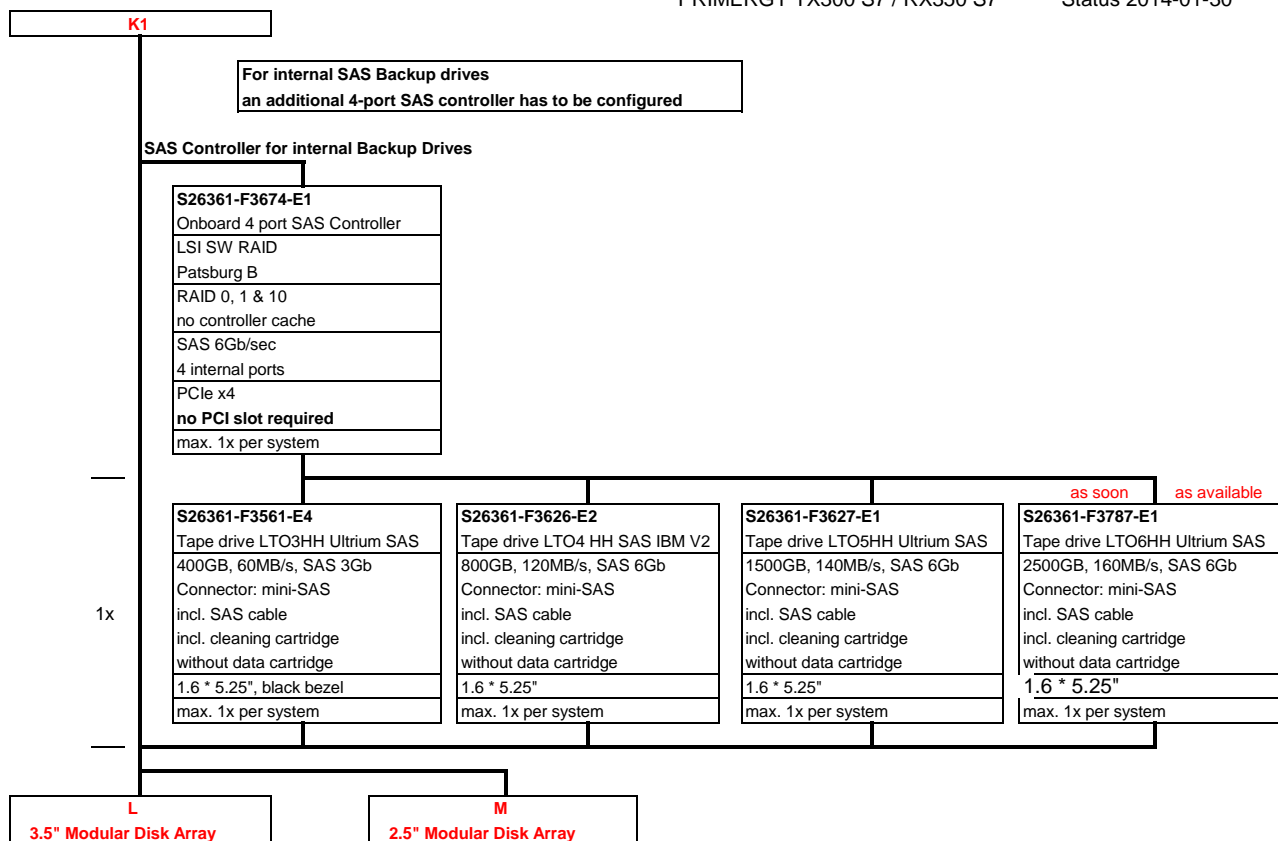 PRIMERGY TX300 S7 / RX350 S7 Status 2014-01-30
K1
For internal SAS Backup drives
an additional 4-port SAS controller has to be configured
SAS Controller for internal Backup Drives
S26361-F3674-E1
Onboard 4 port SAS Controller
LSI SW RAID
Patsburg B
RAID 0, 1 & 10
no controller cache
SAS 6Gb/sec
4 internal ports
PCIe x4
no PCI slot required
max. 1x per system
1x
S26361-F3561-E4
Tape drive LTO3HH Ultrium SAS
400GB, 60MB/s, SAS 3Gb
Connector: mini-SAS
incl. SAS cable
incl. cleaning cartridge
without data cartridge
1.6 * 5.25", black bezel
max. 1x per system
S26361-F3626-E2
Tape drive LTO4 HH SAS IBM V2
800GB, 120MB/s, SAS 6Gb
Connector: mini-SAS
incl. SAS cable
incl. cleaning cartridge
without data cartridge
1.6 * 5.25"
max. 1x per system
S26361-F3627-E1
Tape drive LTO5HH Ultrium SAS
1500GB, 140MB/s, SAS 6Gb
Connector: mini-SAS
incl. SAS cable
incl. cleaning cartridge
without data cartridge
1.6 * 5.25"
max. 1x per system
as soon as available
S26361-F3787-E1
Tape drive LTO6HH Ultrium SAS
2500GB, 160MB/s, SAS 6Gb
Connector: mini-SAS
incl. SAS cable
incl. cleaning cartridge
without data cartridge
1.6 * 5.25"
max. 1x per system
L
3.5" Modular Disk Array
M
2.5" Modular Disk Array